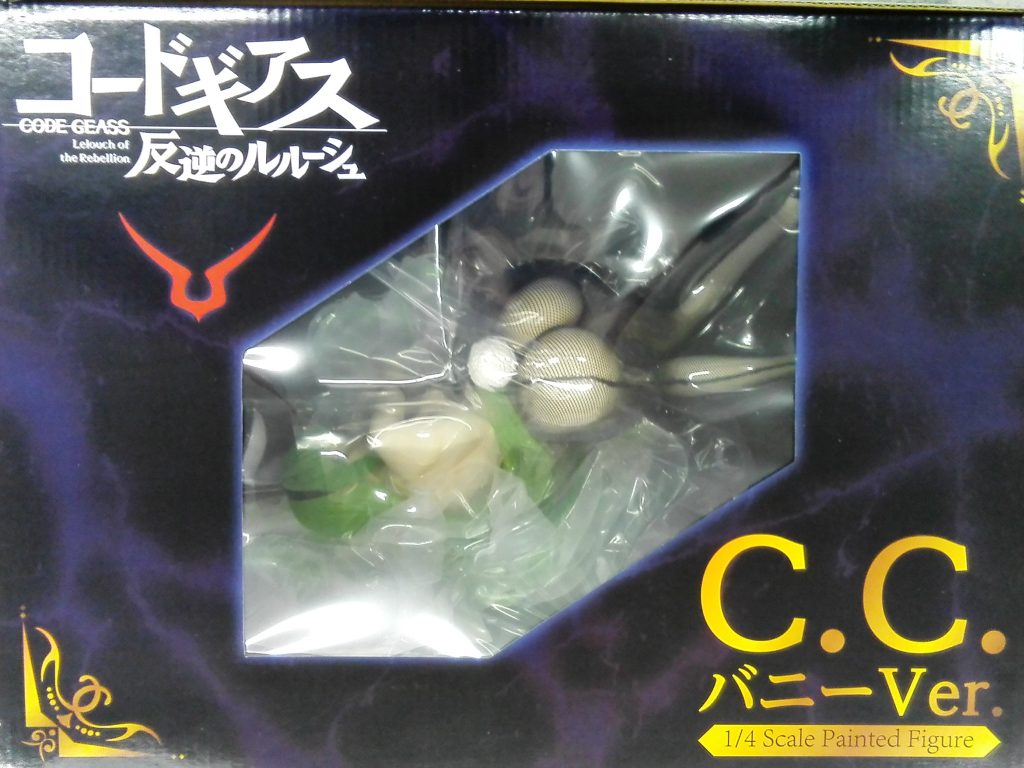 コードギアス
CODE GEASS
Lelouch of
the Rebellion
反逆のルルーシュ
C.C.
バニーVer.
1/4 Scale Painted Figure